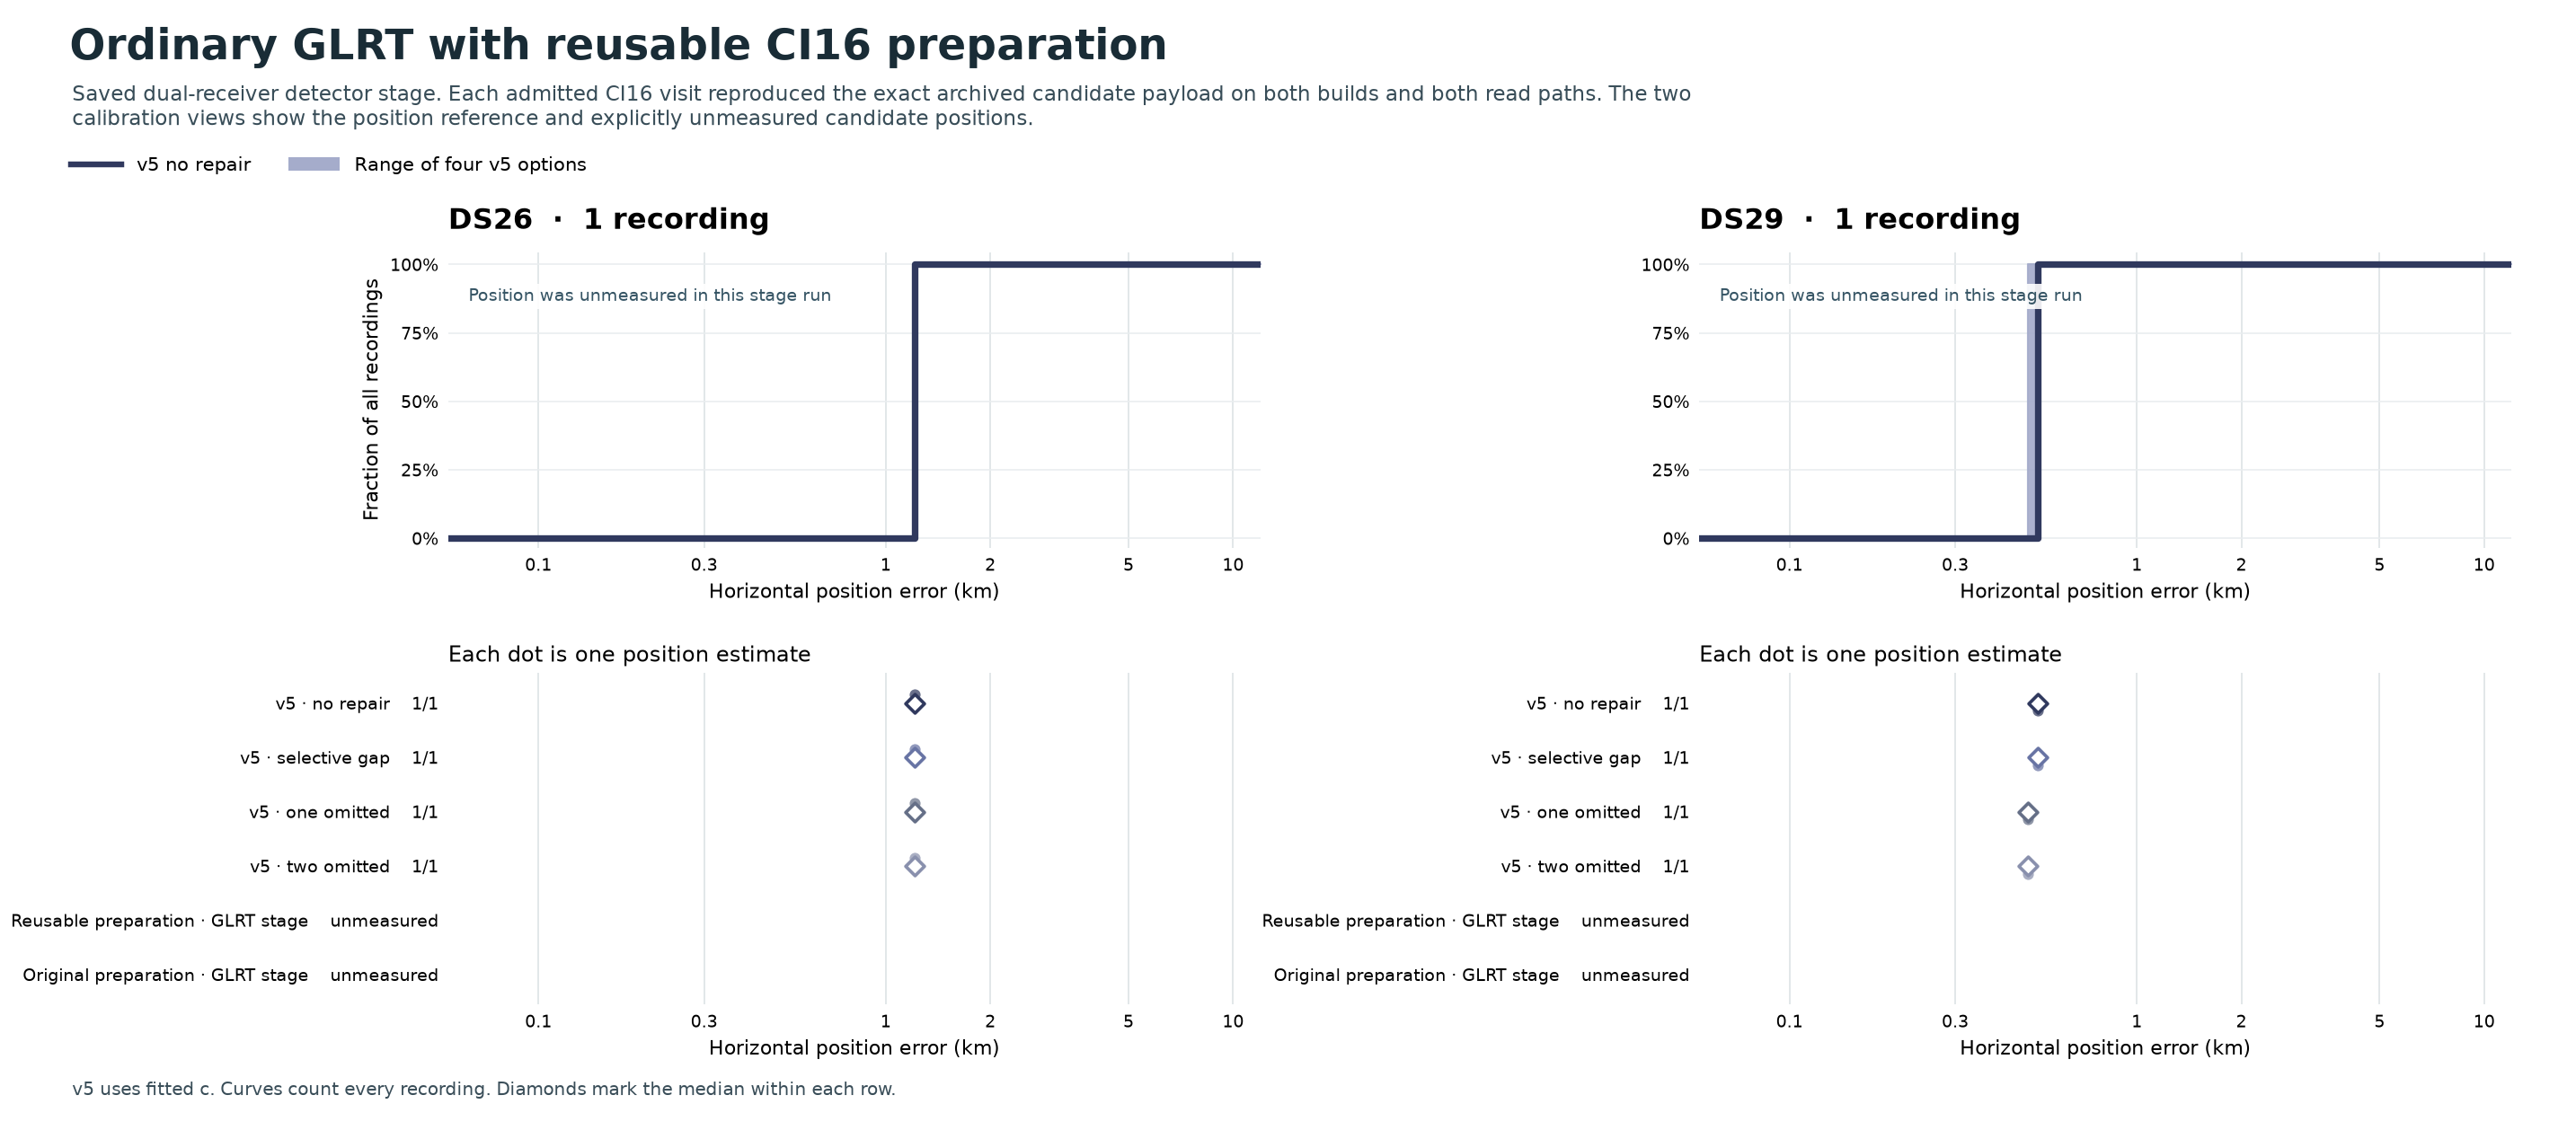 Ordinary GLRT with reusable CI16 preparation
Saved dual-receiver detector stage. Each admitted CI16 visit reproduced the exact archived candidate payload on both builds and both read paths. The two
calibration views show the position reference and explicitly unmeasured candidate positions.
v5 no repair
Range of four v5 options
DS26 · 1 recording
Fraction of all recordings
100%
75%
50%
25%
0%
Position was unmeasured in this stage run
0.1 0.3 1 2 5 10
Horizontal position error (km)
DS29 · 1 recording
100%
75%
50%
25%
0%
Position was unmeasured in this stage run
0.1 0.3 1 2 5 10
Horizontal position error (km)
Each dot is one position estimate
v5 · no repair 1/1
v5 · selective gap 1/1
v5 · one omitted 1/1
v5 · two omitted 1/1
Reusable preparation · GLRT stage unmeasured
Original preparation · GLRT stage unmeasured
0.1 0.3 1 2 5 10
Horizontal position error (km)
Each dot is one position estimate
v5 · no repair 1/1
v5 · selective gap 1/1
v5 · one omitted 1/1
v5 · two omitted 1/1
Reusable preparation · GLRT stage unmeasured
Original preparation · GLRT stage unmeasured
0.1 0.3 1 2 5 10
Horizontal position error (km)
v5 uses fitted c. Curves count every recording. Diamonds mark the median within each row.